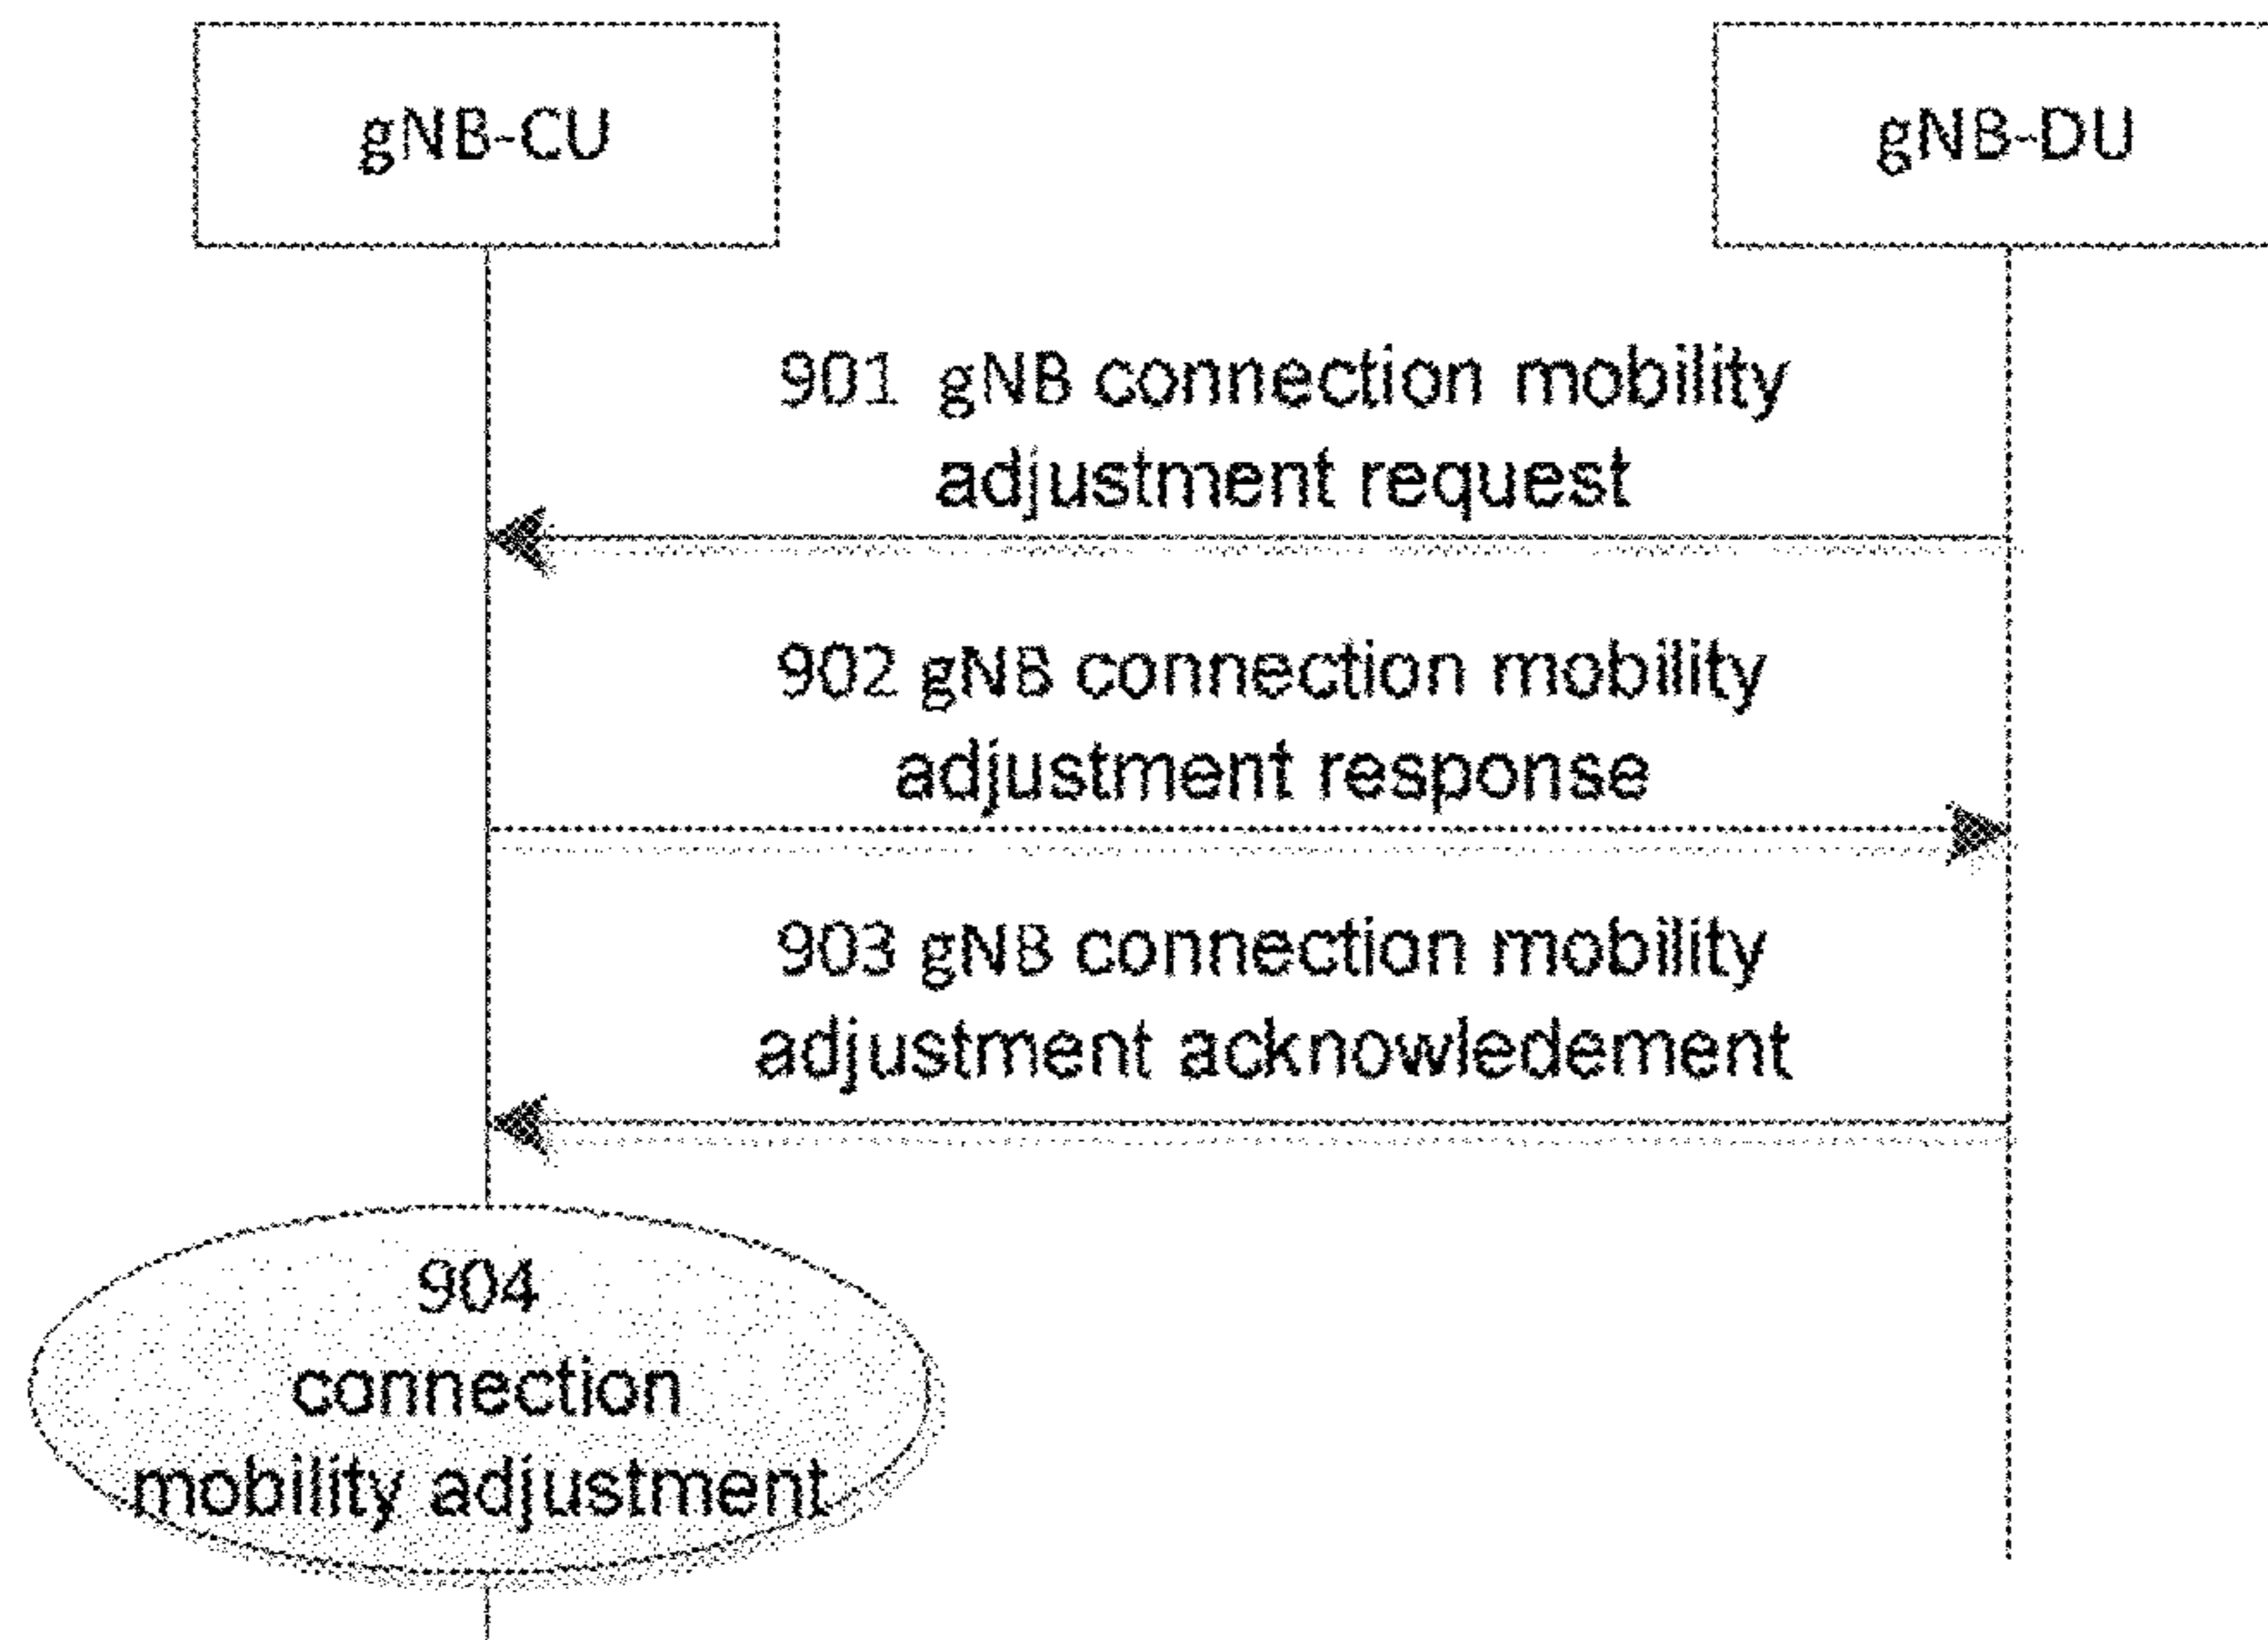 gNB-CU
gNB-DU
901 gNB connection mobility
adjustment request
902 gNB connection mobility
adjustment response
903 gNB connection mobility
adjustment acknowledement
904
connection
mobility adjustment